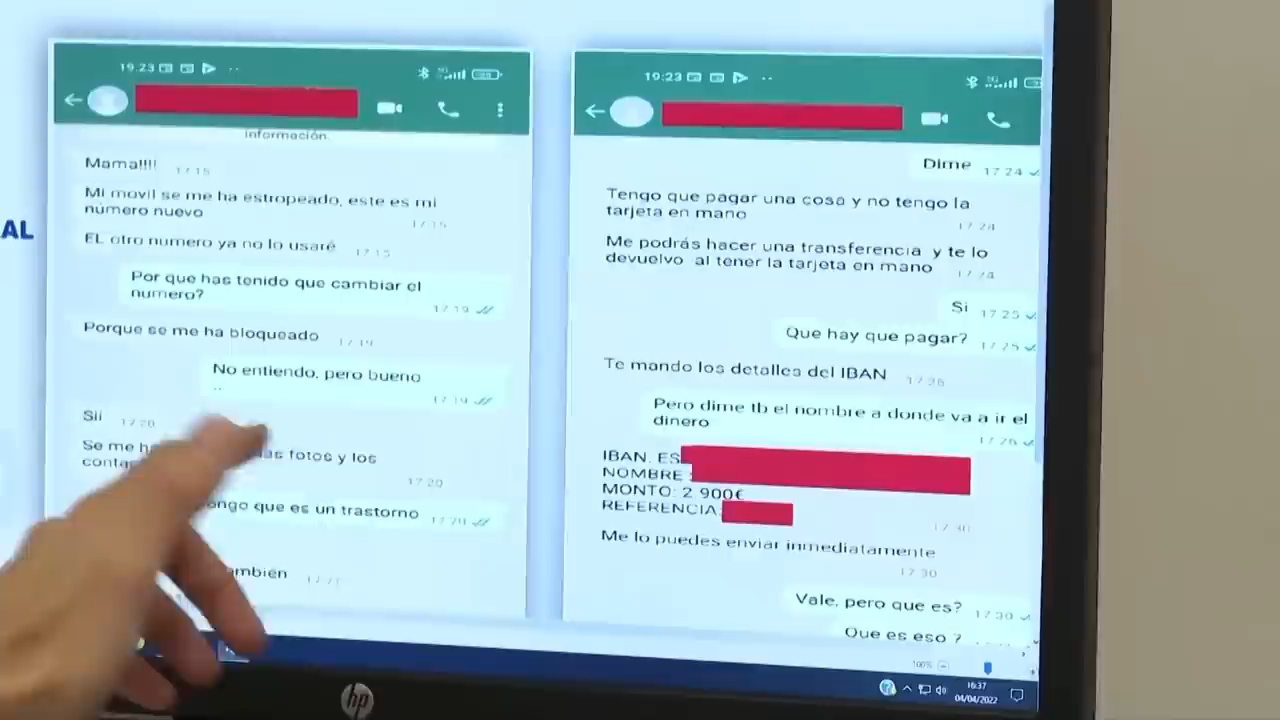 AL
19:23
información.
Mama!!!! 17:15
Mi movil se me ha estropeado, este es mi
número nuevo
17:15
EL otro numero ya no lo usaré 17:15
Por que has tenido que cambiar el
numero?
17:19
Porque se me ha bloqueado 17:19
No entiendo, pero bueno
..
17:19
Sii 17:20
Se me ha las fotos y los
17:20
que es un trastorno 17:20
19:23
Dime 17:24
Tengo que pagar una cosa y no tengo la
tarjeta en mano
17:24
Me podrás hacer una transferencia y te lo
devuelvo al tener la tarjeta en mano
17:24
Si 17:25
Que hay que pagar? 17:25
Te mando los detalles del IBAN 17:26
Pero dime tb el nombre a donde va a ir el
dinero
17:26
IBAN. ES
NOMBRE :
MONTO: 2 900€
REFERENCIA:
17:30
Me lo puedes enviar inmediatamente
17:30
Vale, pero que es? 17:30
Que es eso ?
100%
16:37
04/04/2022
hp